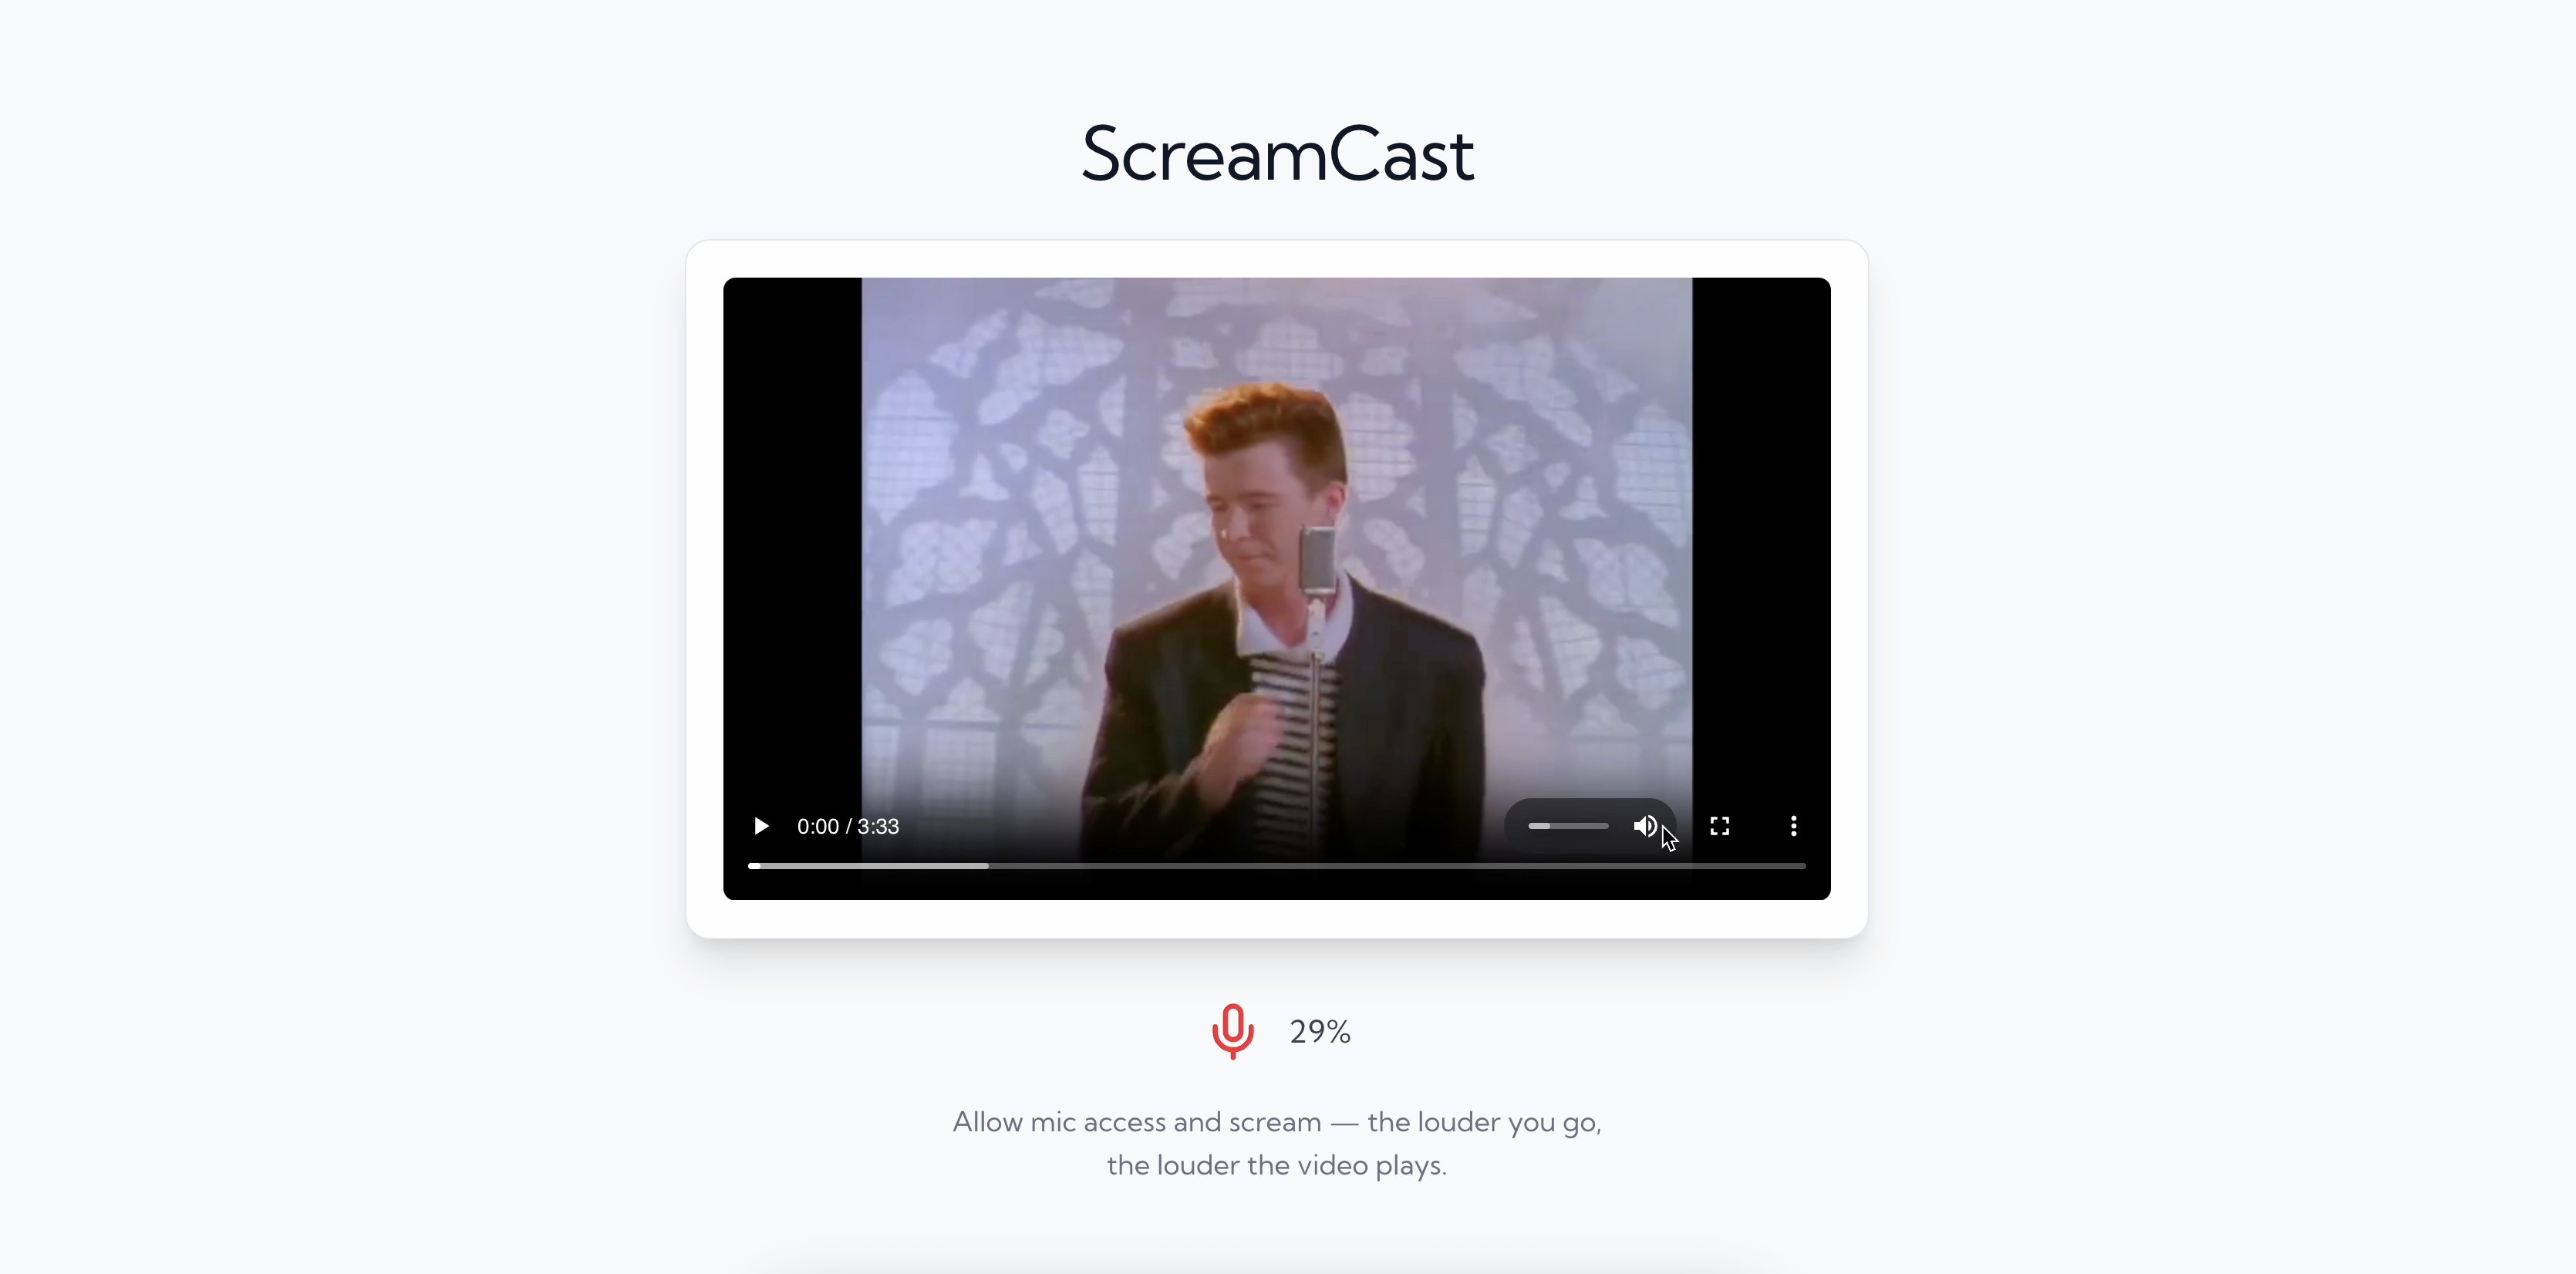 ScreamCast
0:00 / 3:33
29%
Allow mic access and scream — the louder you go,
the louder the video plays.